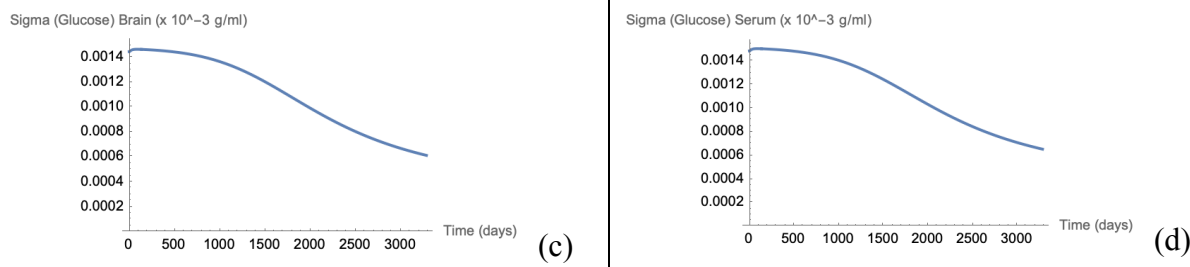 Sigma (Glucose) Brain (x 10^−3 g/ml)
0.0014
0.0012
0.0010
0.0008
0.0006
0.0004
0.0002
0 500 1000 1500 2000 2500 3000
Time (days)
(c)
Sigma (Glucose) Serum (x 10^−3 g/ml)
0.0014
0.0012
0.0010
0.0008
0.0006
0.0004
0.0002
0 500 1000 1500 2000 2500 3000
Time (days)
(d)